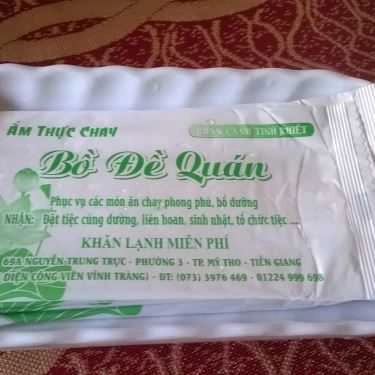 ẨM THỰC CHAY
TINH KHIẾT
Bồ Đề Quán
Phục vụ các món ăn chay phong phú, bổ dưỡng
NHẬN: Đặt tiệc cúng dường, liên hoan, sinh nhật, tổ chức tiệc ...
KHĂN LẠNH MIỄN PHÍ
69A NGUYỄN TRUNG TRỰC - PHƯỜNG 3 - TP. MỸ THO - TIỀN GIANG
DIỆN CÔNG VIÊN VĨNH TRÀNG) - ĐT: (073) 3976 469 - 01224 999 698